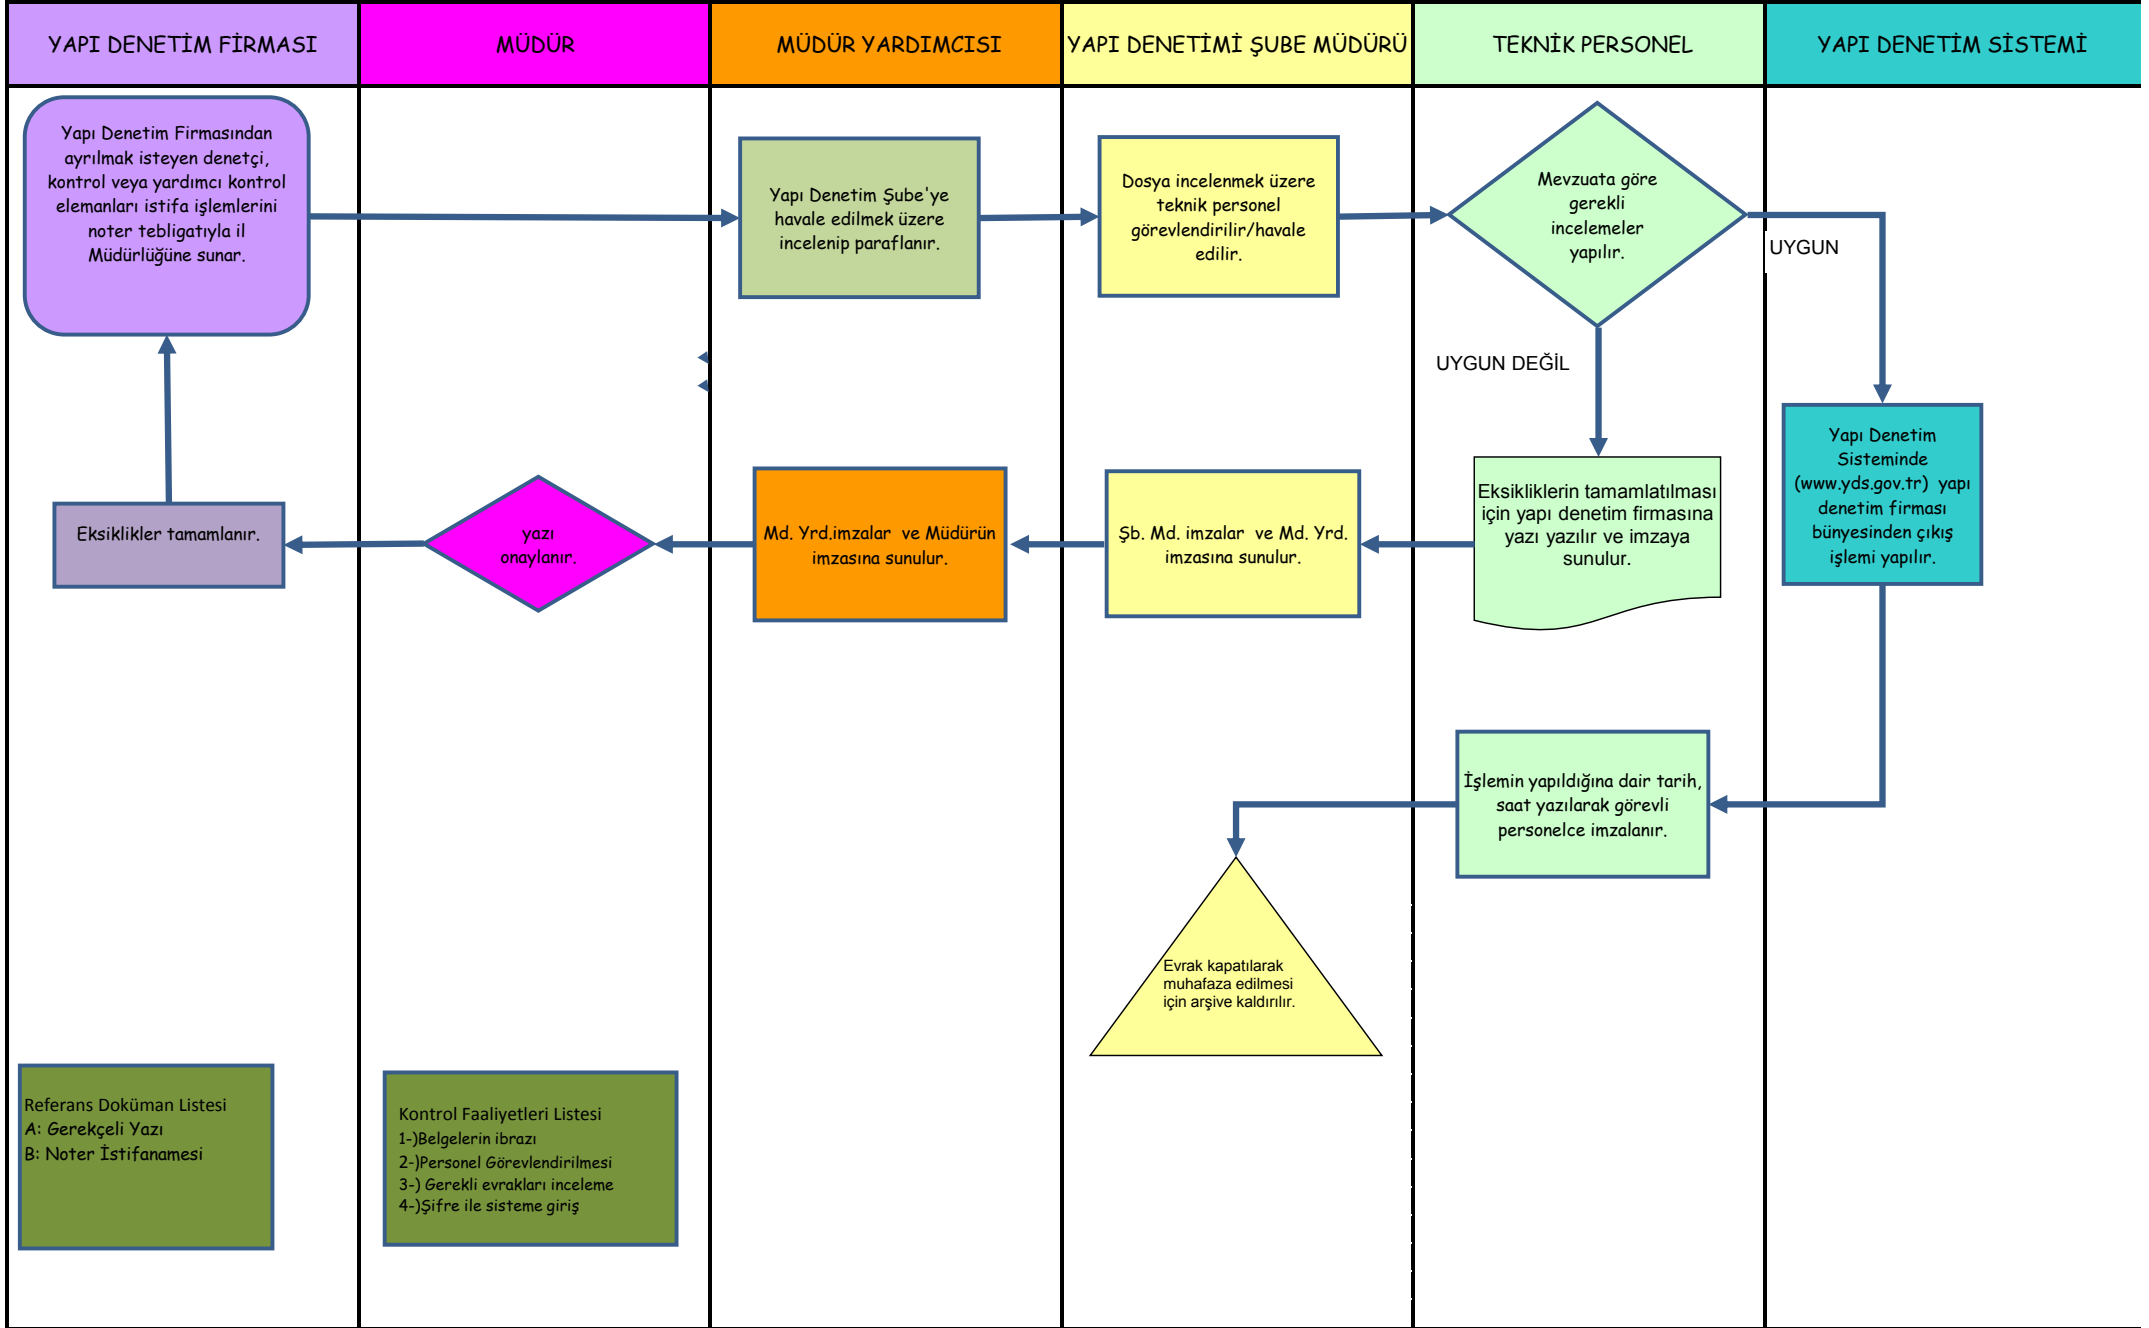 YAPI DENETİM FİRMASI
MÜDÜR
MÜDÜR YARDIMCISI
YAPI DENETİMİ ŞUBE MÜDÜRÜ
TEKNİK PERSONEL
YAPI DENETİM SİSTEMİ
Yapı Denetim Firmasından
ayrılmak isteyen denetçi,
kontrol veya yardımcı kontrol
elemanları istifa işlemlerini
noter tebligatıyla il
Müdürlüğüne sunar.
Yapı Denetim Şube'ye
havale edilmek üzere
incelenip paraflanır.
Dosya incelenmek üzere
teknik personel
görevlendirilir/havale
edilir.
Mevzuata göre
gerekli
incelemeler
yapılır.
UYGUN
UYGUN DEĞİL
Yapı Denetim
Sisteminde
(www.yds.gov.tr) yapı
denetim firması
bünyesinden çıkış
işlemi yapılır.
Eksikliklerin tamamlatılması
için yapı denetim firmasına
yazı yazılır ve imzaya
sunulur.
Şb. Md. imzalar ve Md. Yrd.
imzasına sunulur.
Md. Yrd.imzalar ve Müdürün
imzasına sunulur.
yazı
onaylanır.
Eksiklikler tamamlanır.
İşlemin yapıldığına dair tarih,
saat yazılarak görevli
personelce imzalanır.
Evrak kapatılarak
muhafaza edilmesi
için arşive kaldırılır.
Referans Doküman Listesi
A: Gerekçeli Yazı
B: Noter İstifanamesi
Kontrol Faaliyetleri Listesi
1-)Belgelerin ibrazı
2-)Personel Görevlendirilmesi
3-) Gerekli evrakları inceleme
4-)Şifre ile sisteme giriş